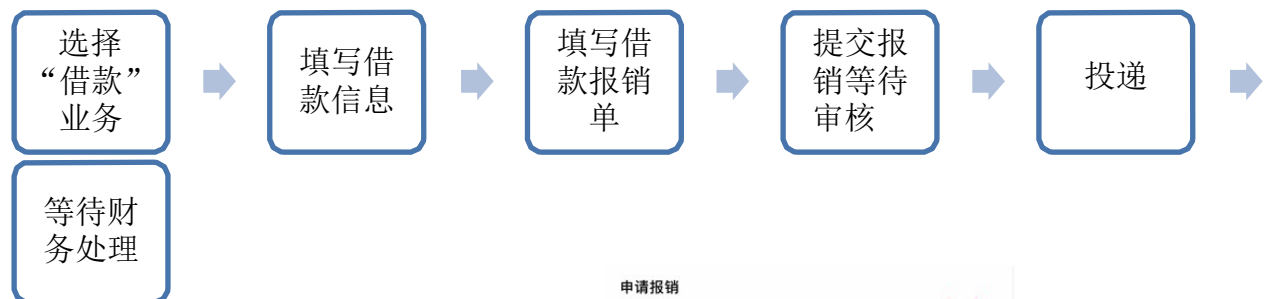 选择
“借款”
业务
填写借
款信息
填写借
款报销
单
提交报
销等待
审核
投递
等待财
务处理
申请报销